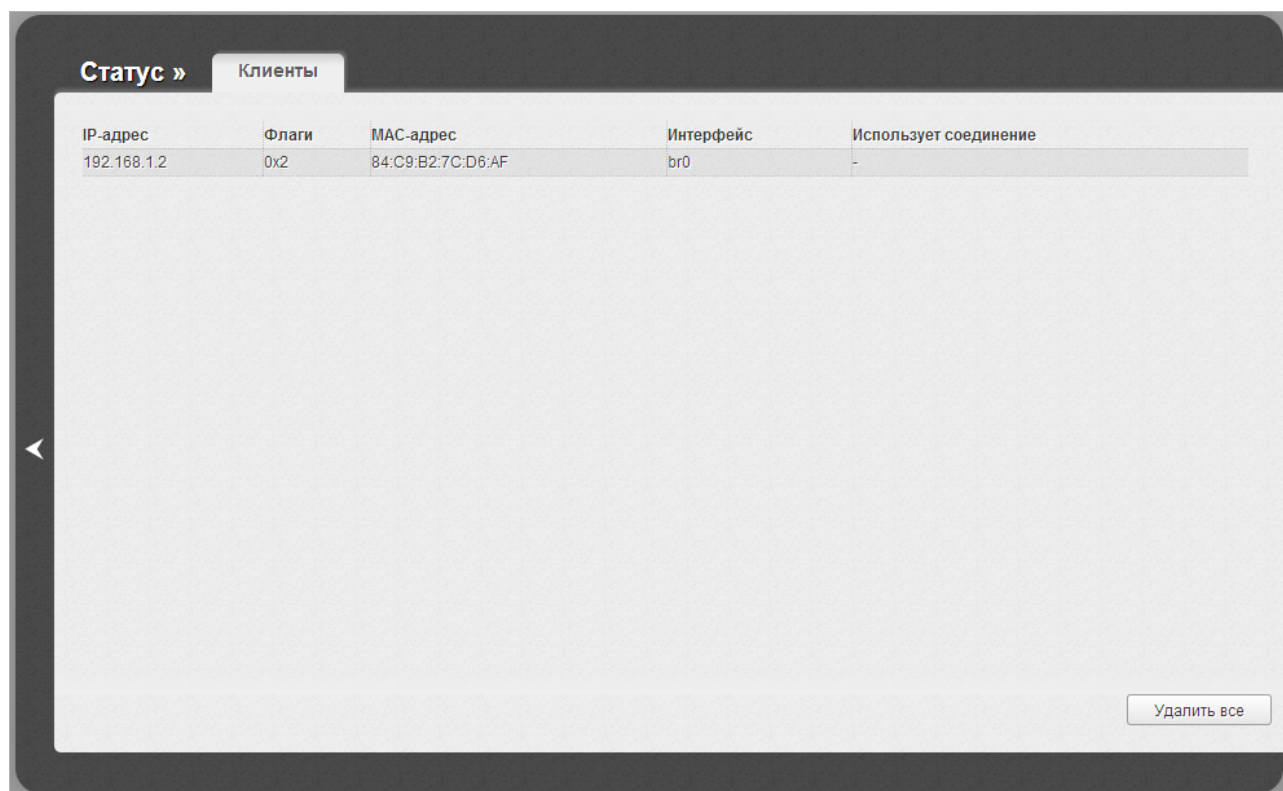 Статус » Клиенты
IP-адрес Флаги MAC-адрес Интерфейс Использует соединение
192.168.1.2 0x2 84:C9:B2:7C:D6:AF br0 -
Удалить все